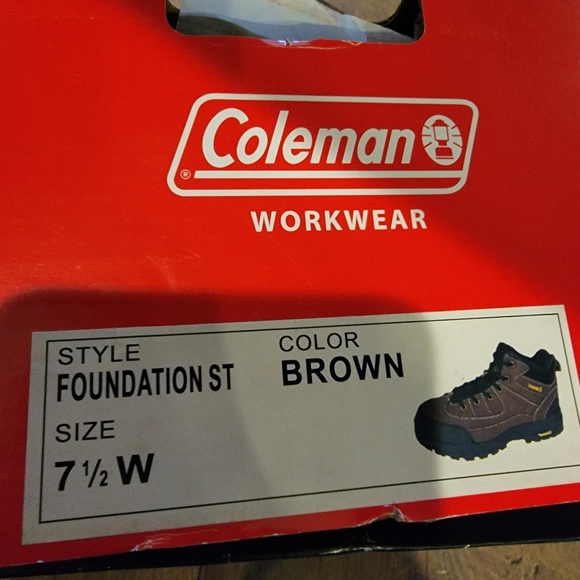 Coleman
®
WORKWEAR
STYLE
FOUNDATION ST
COLOR
BROWN
SIZE
7 1/2 W